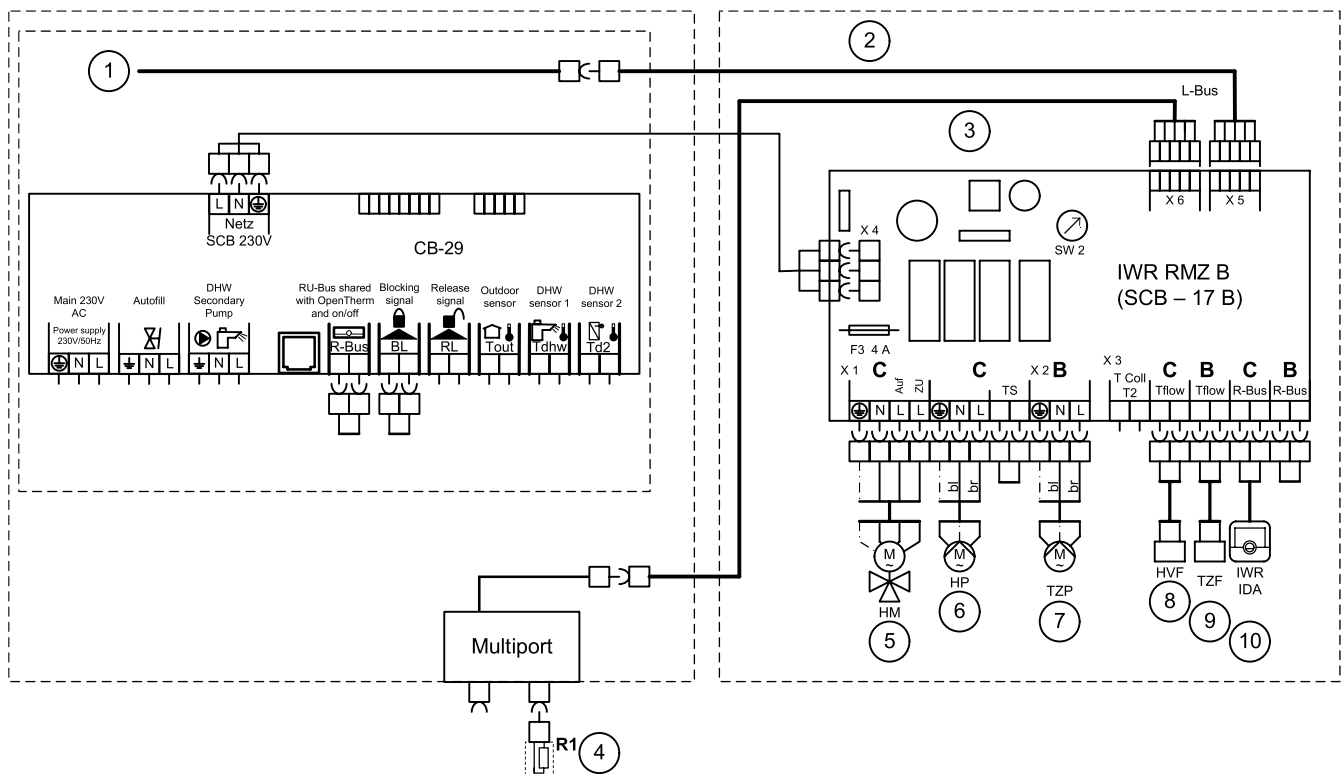 1
2
L-Bus
3
X 6
X 5
L N
Netz
SCB 230V
CB-29
X 4
SW 2
IWR RMZ B
(SCB – 17 B)
Main 230V
AC
Power supply
230V/50Hz
N L
Autofill
N L
DHW
Secondary
Pump
N L
RU-Bus shared
with OpenTherm
and on/off
R-Bus
Blocking
signal
BL
Release
signal
RL
Outdoor
sensor
Tout
DHW
sensor 1
Tdhw
DHW
sensor 2
Td2
F3 4 A
X 1 C
Auf
ZU
N L L
C
N L
TS
X 2 B
N L
X 3
T Coll
T2
C B C B
Tflow Tflow R-Bus R-Bus
bl
br
bl
br
M
~
HM
5
M
~
HP
6
M
~
TZP
7
HVF
8
TZF
9
IWR
IDA
10
Multiport
R1
4